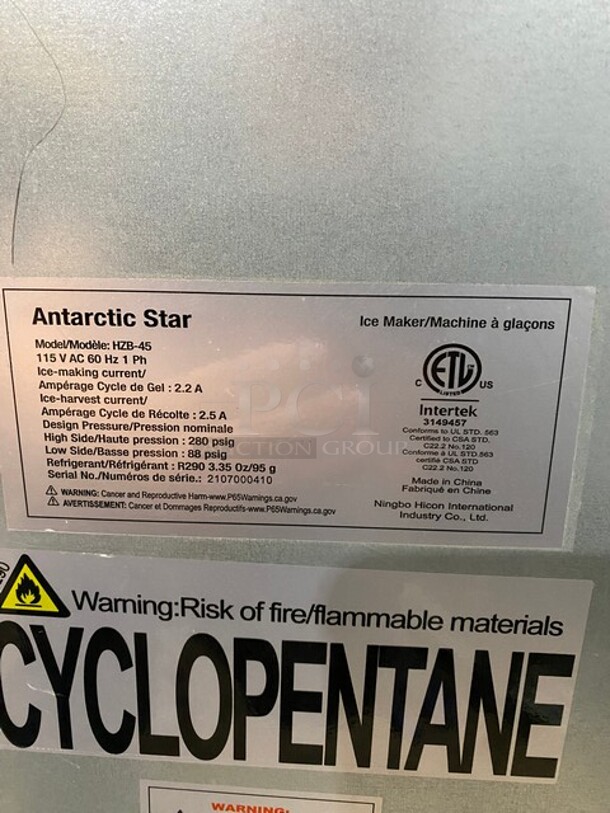 Antarctic Star
Ice Maker/Machine à glaçons
Model/Modèle: HZB-45
115 V AC 60 Hz 1 Ph
Ice-making current/
Ampérage Cycle de Gel : 2.2 A
Ice-harvest current/
Ampérage Cycle de Récolte : 2.5 A
Design Pressure/Pression nominale
High Side/Haute pression : 280 psig
Low Side/Basse pression : 88 psig
Refrigerant/Réfrigérant : R290 3.35 Oz/95 g
Serial No./Numéros de série.: 2107000410
WARNING: Cancer and Reproductive Harm-www.P65Warnings.ca.gov
AVERTISSEMENT: Cancer et Dommages Reproductifs-www.P65Warnings.ca.gov
C ETL US
LISTED
Intertek
3149457
Conforms to UL STD. 563
Certified to CSA STD
C22.2 No.120
Conforme à UL STD.563
certifié CSA STD
C22.2 No.120
Made in China
Fabriqué en Chine
Ningbo Hicon International
Industry Co., Ltd.
PCi
AUCTION GROUP
Warning:Risk of fire/flammable materials
CYCLOPENTANE
WARNING: